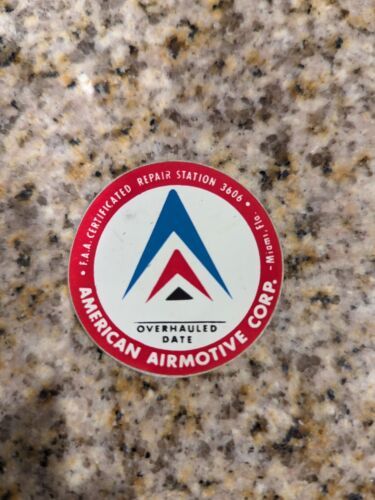 • F.A.A. CERTIFICATED REPAIR STATION 3606 •
OVERHAULED
DATE
AMERICAN AIRMOTIVE CORP. - Miami, Fla.